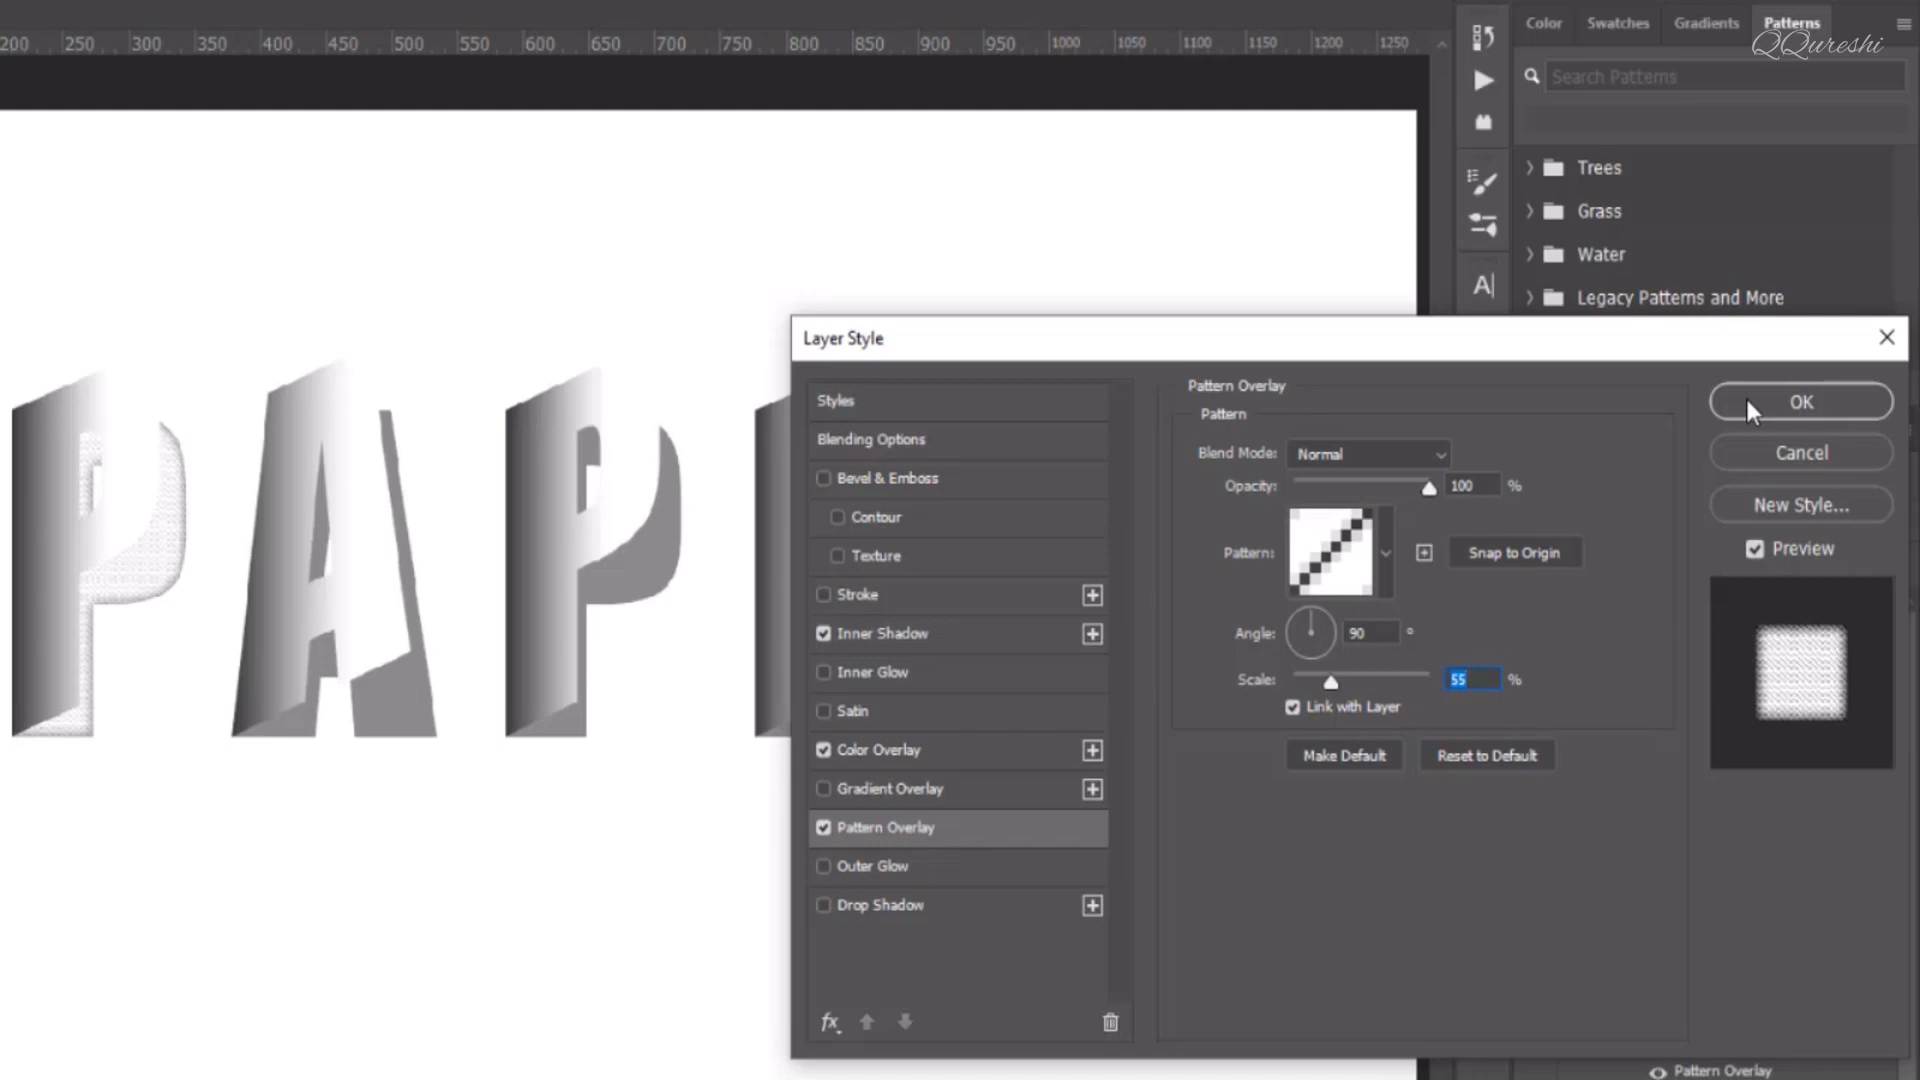 Color Swatches Gradients Patterns
QQureshi
200 250 300 350 400 450 500 550 600 650 700 750 800 850 900 950 1000 1050 1100 1150 1200 1250
Search Patterns
Trees
Grass
Water
Legacy Patterns and More
A|
PAP
Layer Style
Styles
Blending Options
Bevel & Emboss
Contour
Texture
Stroke
Inner Shadow
Inner Glow
Satin
Color Overlay
Gradient Overlay
Pattern Overlay
Outer Glow
Drop Shadow
fx
Pattern Overlay
Pattern
Blend Mode: Normal
Opacity: 100 %
Pattern: Snap to Origin
Angle: 90 °
Scale: 55 %
Link with Layer
Make Default Reset to Default
OK
Cancel
New Style...
Preview
Pattern Overlay